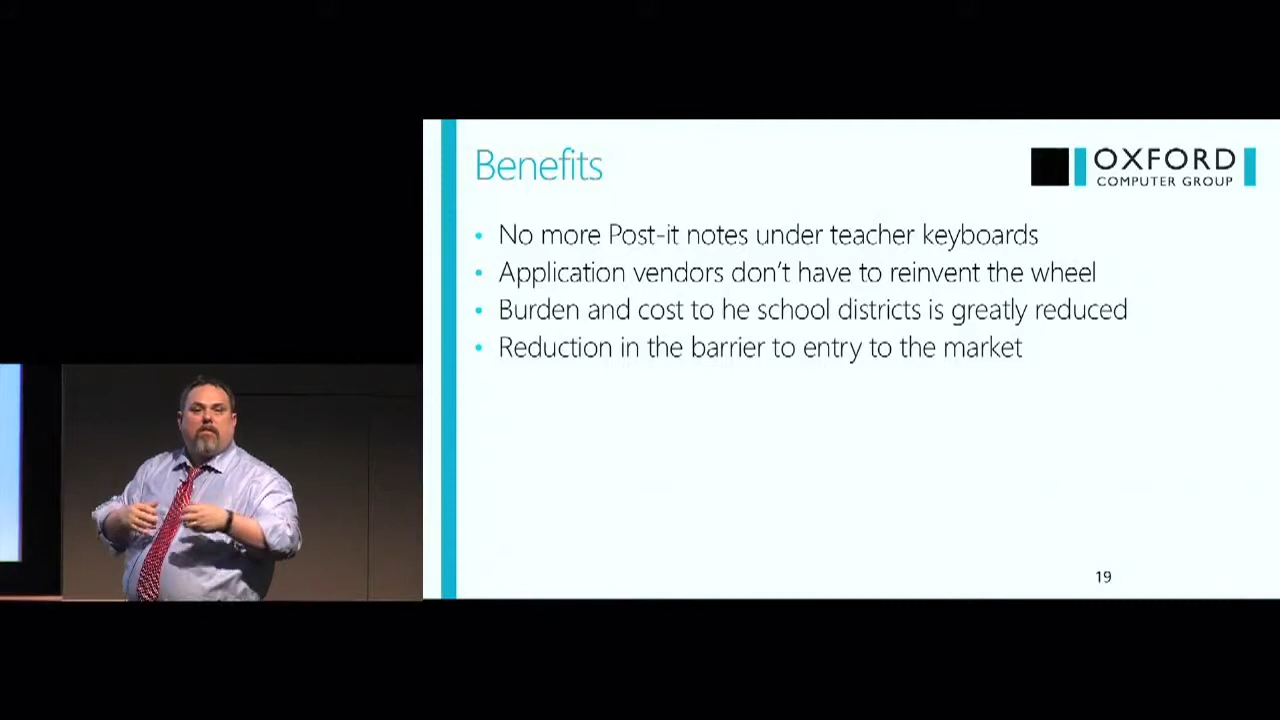 Benefits
OXFORD
COMPUTER GROUP
• No more Post-it notes under teacher keyboards
• Application vendors don't have to reinvent the wheel
• Burden and cost to he school districts is greatly reduced
• Reduction in the barrier to entry to the market
19